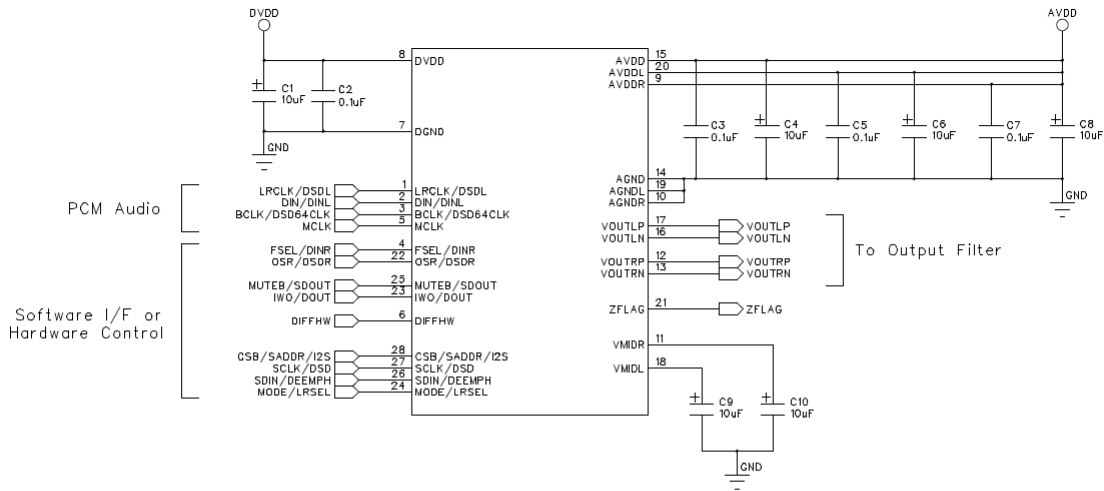 DVDD
AVDD
8
DVDD
C1
10uF
C2
0.1uF
7
DGND
GND
15
AVDD
20
AVDDL
9
AVDDR
C3
0.1uF
C4
10uF
C5
0.1uF
C6
10uF
C7
0.1uF
C8
10uF
14
AGND
19
AGNDL
10
AGNDR
GND
PCM Audio
LRCLK/DSDL 1 LRCLK/DSDL
DIN/DINL 2 DIN/DINL
BCLK/DSD64CLK 3 BCLK/DSD64CLK
MCLK 5 MCLK
Software I/F or
Hardware Control
FSEL/DINR 4 FSEL/DINR
OSR/DSDR 22 OSR/DSDR
MUTEB/SDOUT 25 MUTEB/SDOUT
IWO/DOUT 23 IWO/DOUT
DIFFHW 6 DIFFHW
CSB/SADDR/I2S 28 CSB/SADDR/I2S
SCLK/DSD 27 SCLK/DSD
SDIN/DEEMPH 26 SDIN/DEEMPH
MODE/LRSEL 24 MODE/LRSEL
VOUTLP 17 VOUTLP
VOUTLN 16 VOUTLN
VOUTRP 12 VOUTRP
VOUTRN 13 VOUTRN
To Output Filter
ZFLAG 21 ZFLAG
VMIDR 11
VMIDL 18
C9
10uF
C10
10uF
GND